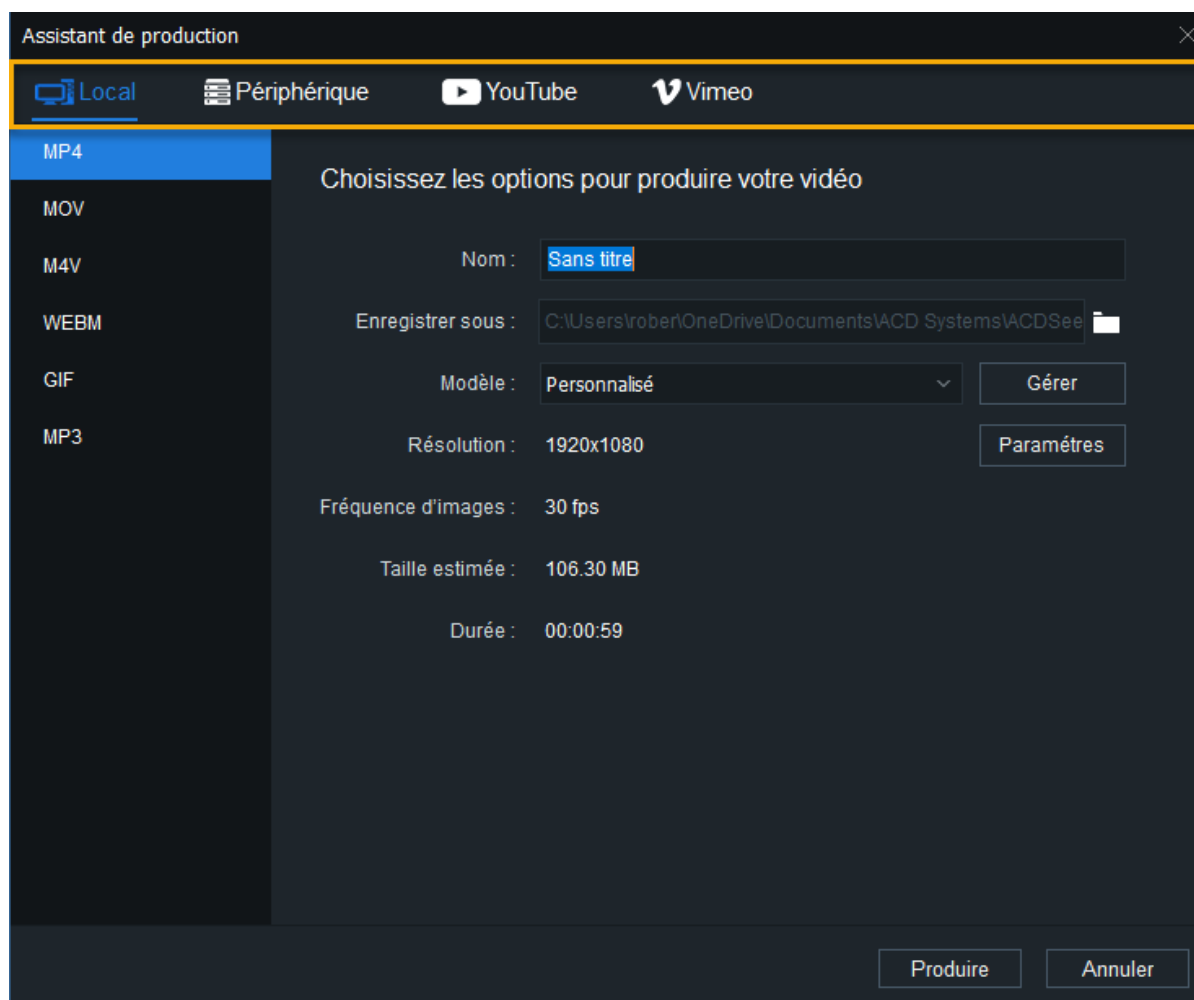 Assistant de production
Local Périphérique YouTube Vimeo
MP4
MOV
M4V
WEBM
GIF
MP3
Choisissez les options pour produire votre vidéo
Nom : Sans titre
Enregistrer sous : C:\Users\rober\OneDrive\Documents\ACD Systems\ACDSee
Modèle : Personnalisé Gérer
Résolution : 1920x1080 Paramétres
Fréquence d'images : 30 fps
Taille estimée : 106.30 MB
Durée : 00:00:59
Produire Annuler